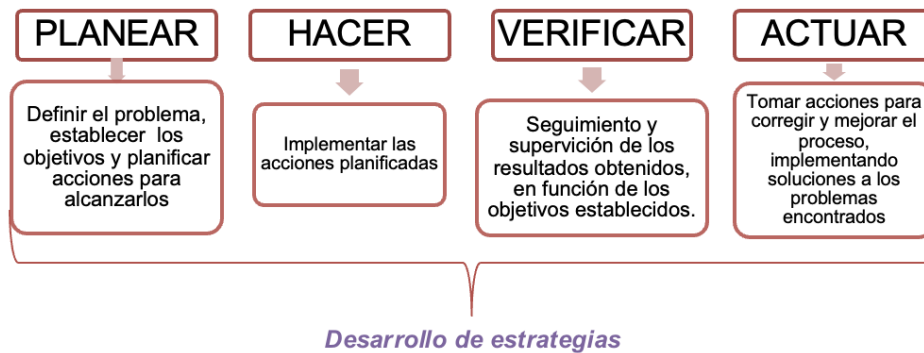 PLANEAR
Definir el problema,
establecer los
objetivos y planificar
acciones para
alcanzarlos
HACER
Implementar las
acciones planificadas
VERIFICAR
Seguimiento y
supervición de los
resultados obtenidos,
en función de los
objetivos establecidos.
ACTUAR
Tomar acciones para
corregir y mejorar el
proceso,
implementando
soluciones a los
problemas
encontrados
Desarrollo de estrategias